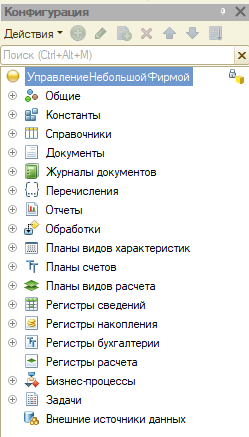 Конфигурация
Действия
Поиск (Ctrl+Alt+M)
УправлениеНебольшойФирмой
Общие
Константы
Справочники
Документы
Журналы документов
Перечисления
Отчеты
Обработки
Планы видов характеристик
Планы счетов
Планы видов расчета
Регистры сведений
Регистры накопления
Регистры бухгалтерии
Регистры расчета
Бизнес-процессы
Задачи
Внешние источники данных